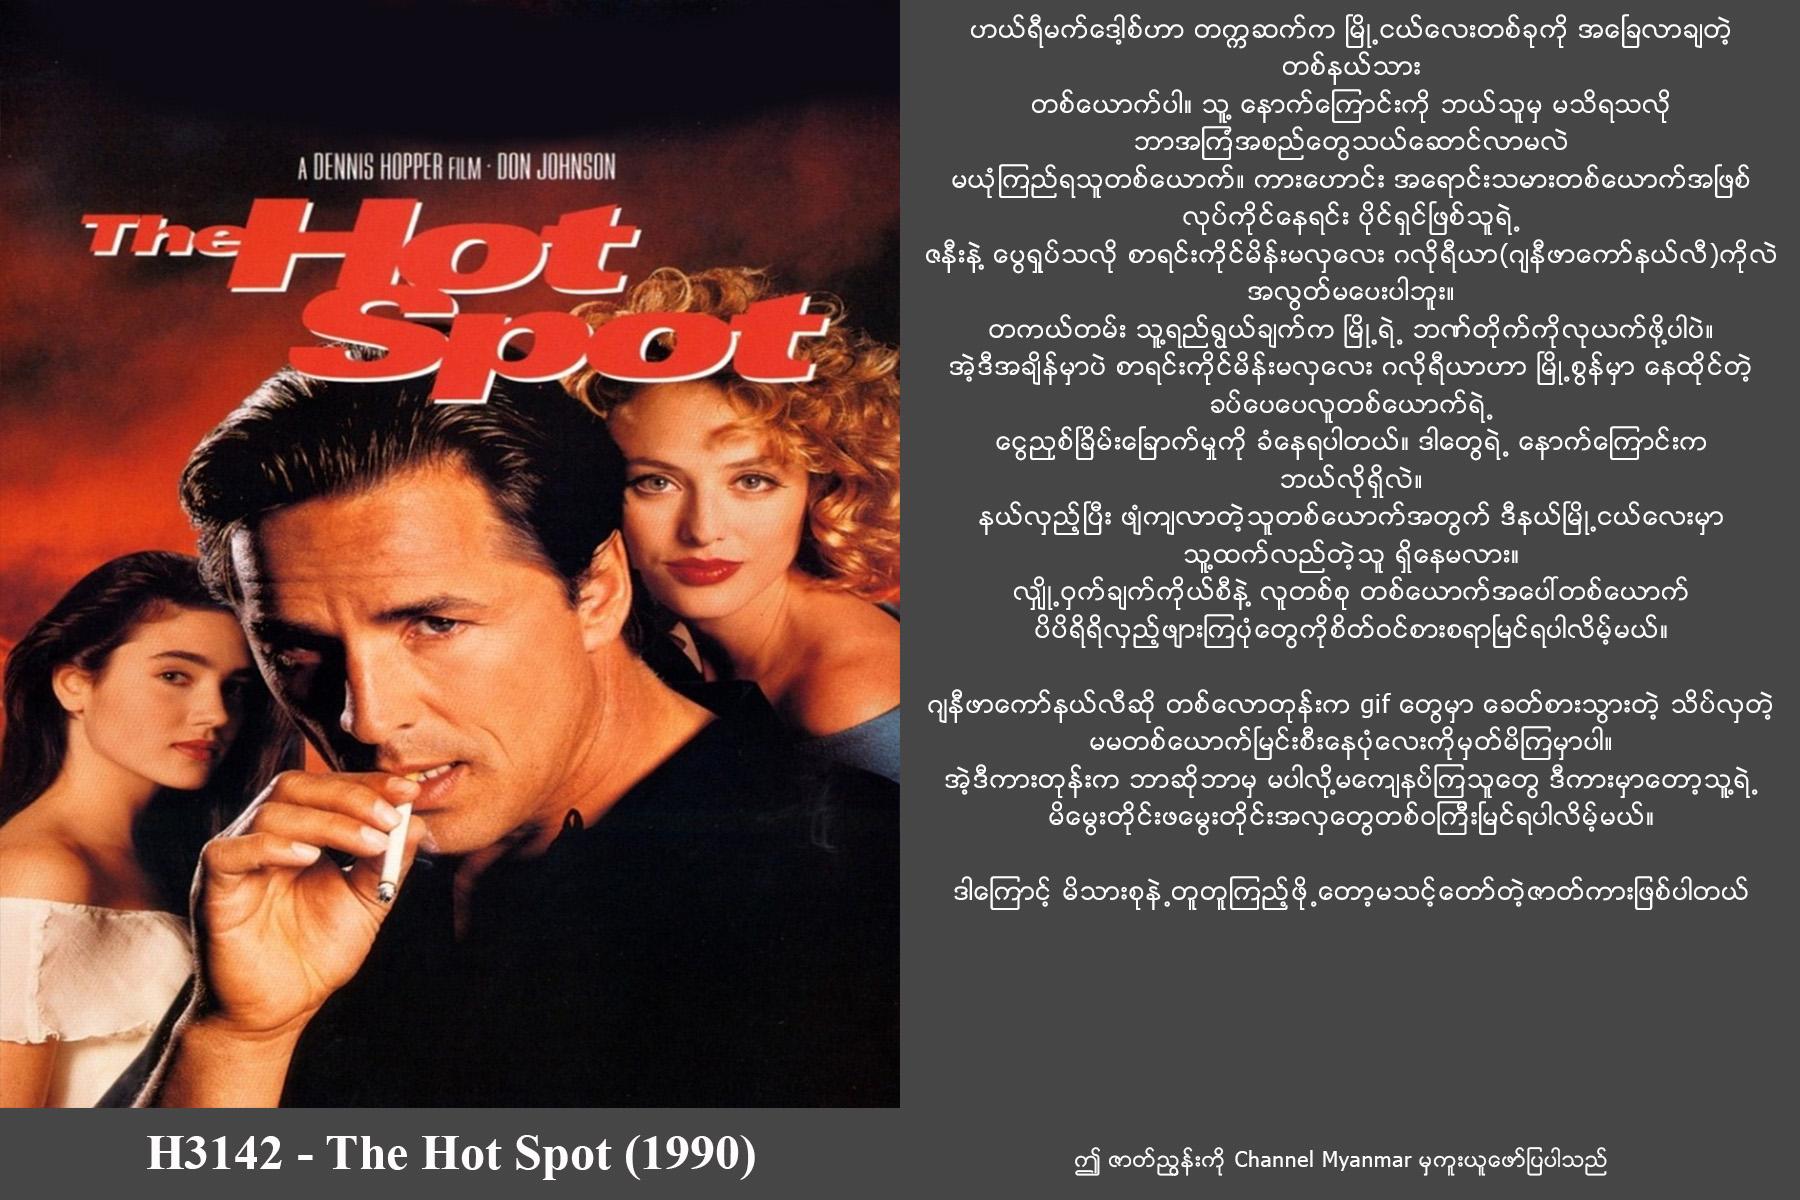 A DENNIS HOPPER FILM · DON JOHNSON
The Hot
Spot
H3142 - The Hot Spot (1990)
ဟယ်ရီမက်ဒေါ့စ်ဟာ တက္ကဆက်က မြို့ငယ်လေးတစ်ခုကို အခြေလာချတဲ့
တစ်နယ်သား
တစ်ယောက်ပါ။ သူ့ နောက်ကြောင်းကို ဘယ်သူမှ မသိရသလို
ဘာအကြံအစည်တွေသယ်ဆောင်လာမလဲ
မယုံကြည်ရသူတစ်ယောက်။ ကားဟောင်း အရောင်းသမားတစ်ယောက်အဖြစ်
လုပ်ကိုင်နေရင်း ပိုင်ရှင်ဖြစ်သူရဲ့
ဇနီးနဲ့ ပွေရှုပ်သလို စာရင်းကိုင်မိန်းမလှလေး ဂလိုရီယာ(ဂျနီဖာကော်နယ်လီ)ကိုလဲ
အလွတ်မပေးပါဘူး။
တကယ်တမ်း သူ့ရည်ရွယ်ချက်က မြို့ရဲ့ ဘဏ်တိုက်ကိုလုယက်ဖို့ပါပဲ။
အဲ့ဒီအချိန်မှာပဲ စာရင်းကိုင်မိန်းမလှလေး ဂလိုရီယာဟာ မြို့စွန်မှာ နေထိုင်တဲ့
ခပ်ပေပေလူတစ်ယောက်ရဲ့
ငွေညှစ်ခြိမ်းခြောက်မှုကို ခံနေရပါတယ်။ ဒါတွေရဲ့ နောက်ကြောင်းက
ဘယ်လိုရှိလဲ။
နယ်လှည့်ပြီး ဖျံကျလာတဲ့သူတစ်ယောက်အတွက် ဒီနယ်မြို့ငယ်လေးမှာ
သူ့ထက်လည်တဲ့သူ ရှိနေမလား။
လျှို့ဝှက်ချက်ကိုယ်စီနဲ့ လူတစ်စု တစ်ယောက်အပေါ်တစ်ယောက်
ပိပိရိရိလှည့်ဖျားကြပုံတွေကိုစိတ်ဝင်စားစရာမြင်ရပါလိမ့်မယ်။
ဂျနီဖာကော်နယ်လီဆို တစ်လောတုန်းက gif တွေမှာ ခေတ်စားသွားတဲ့ သိပ်လှတဲ့
မမတစ်ယောက်မြင်းစီးနေပုံလေးကိုမှတ်မိကြမှာပါ။
အဲ့ဒီကားတုန်းက ဘာဆိုဘာမှ မပါလို့မကျေနပ်ကြသူတွေ ဒီကားမှာတော့သူ့ရဲ့
မိမွေးတိုင်းဖမွေးတိုင်းအလှတွေတစ်ဝကြီးမြင်ရပါလိမ့်မယ်။
ဒါကြောင့် မိသားစုနဲ့တူတူကြည့်ဖို့တော့မသင့်တော်တဲ့ဇာတ်ကားဖြစ်ပါတယ်
ဤ ဇာတ်ညွှန်းကို Channel Myanmar မှကူးယူဖော်ပြပါသည်